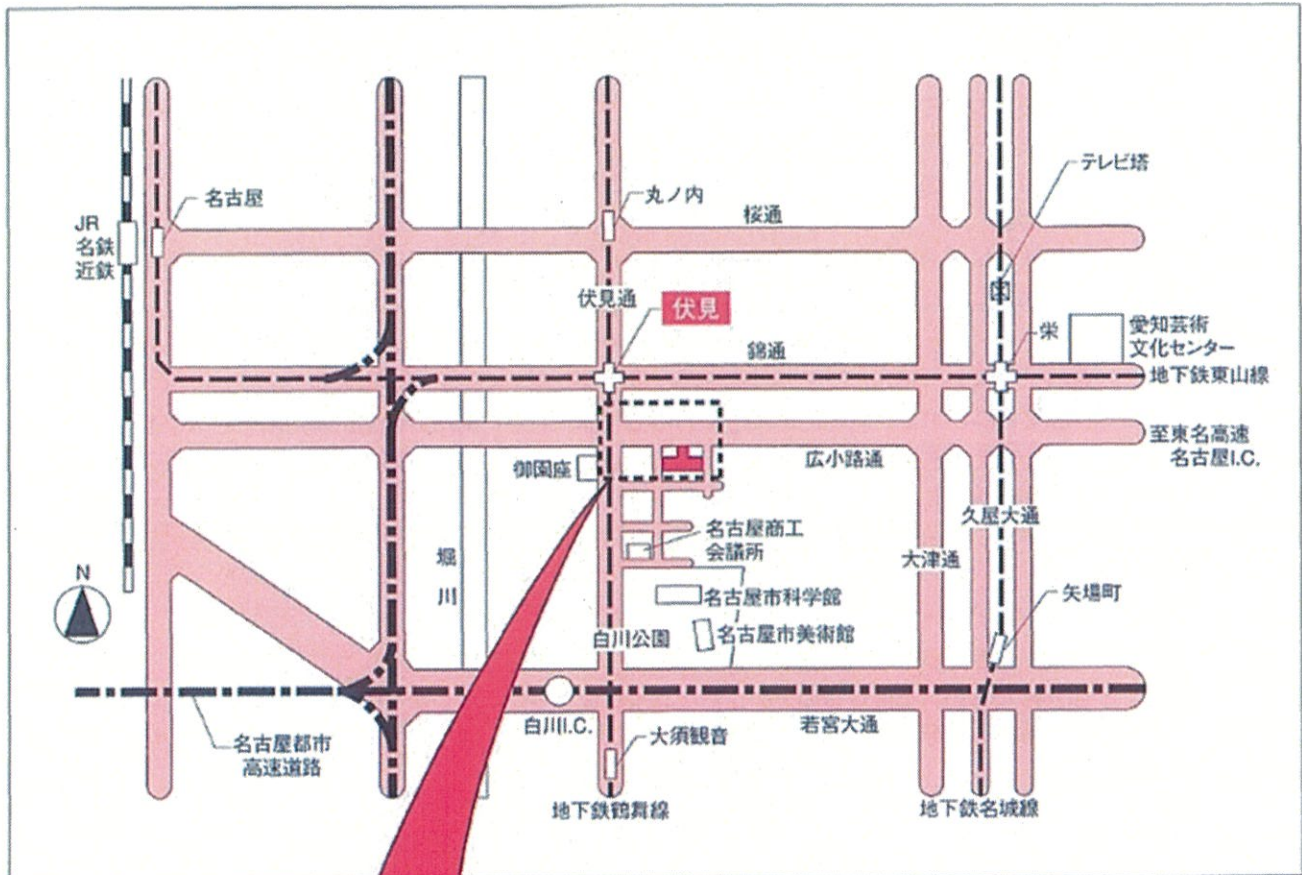 テレビ塔
名古屋
丸ノ内
JR
名鉄
近鉄
桜通
伏見通
伏見
栄
愛知芸術
文化センター
錦通
地下鉄東山線
至東名高速
名古屋I.C.
御園座
広小路通
久屋大通
名古屋商工
会議所
大津通
堀川
N
矢場町
名古屋市科学館
白川公園
名古屋市美術館
白川I.C.
大須観音
若宮大通
名古屋都市
高速道路
地下鉄鶴舞線
地下鉄名城線